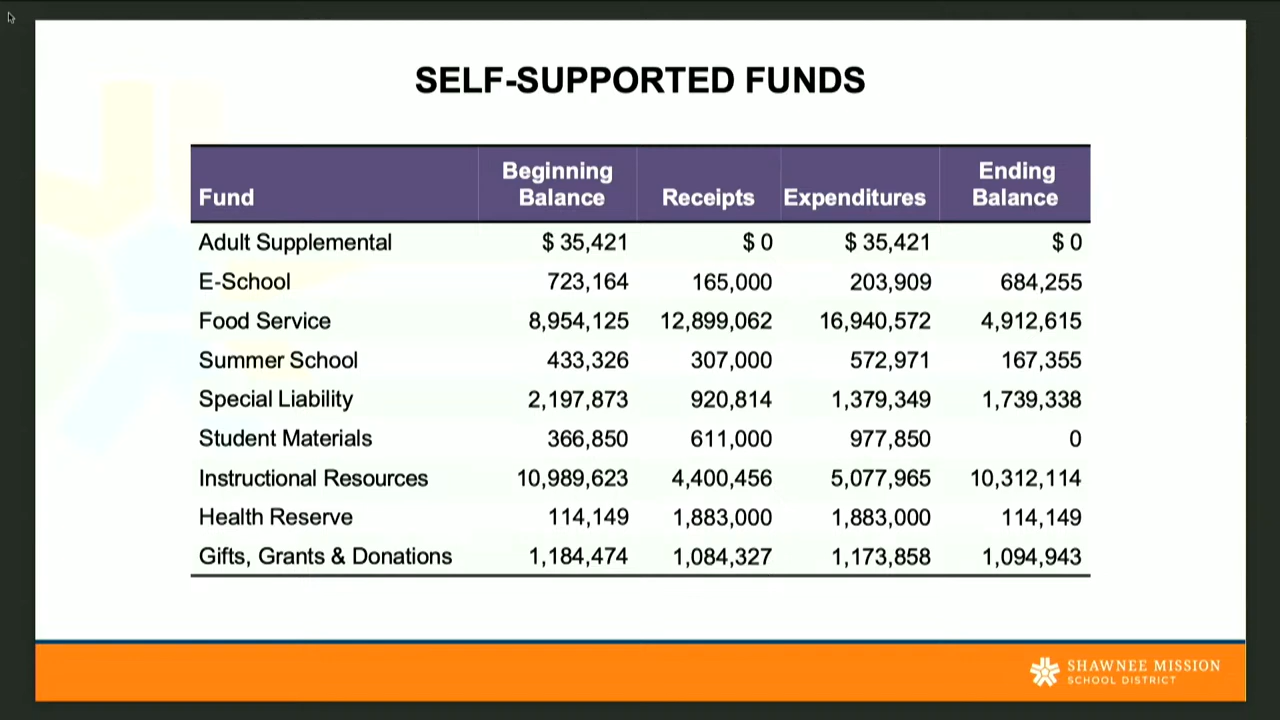 SELF-SUPPORTED FUNDS
Fund Beginning Balance Receipts Expenditures Ending Balance
Adult Supplemental $ 35,421 $ 0 $ 35,421 $ 0
E-School 723,164 165,000 203,909 684,255
Food Service 8,954,125 12,899,062 16,940,572 4,912,615
Summer School 433,326 307,000 572,971 167,355
Special Liability 2,197,873 920,814 1,379,349 1,739,338
Student Materials 366,850 611,000 977,850 0
Instructional Resources 10,989,623 4,400,456 5,077,965 10,312,114
Health Reserve 114,149 1,883,000 1,883,000 114,149
Gifts, Grants & Donations 1,184,474 1,084,327 1,173,858 1,094,943
SHAWNEE MISSION
SCHOOL DISTRICT